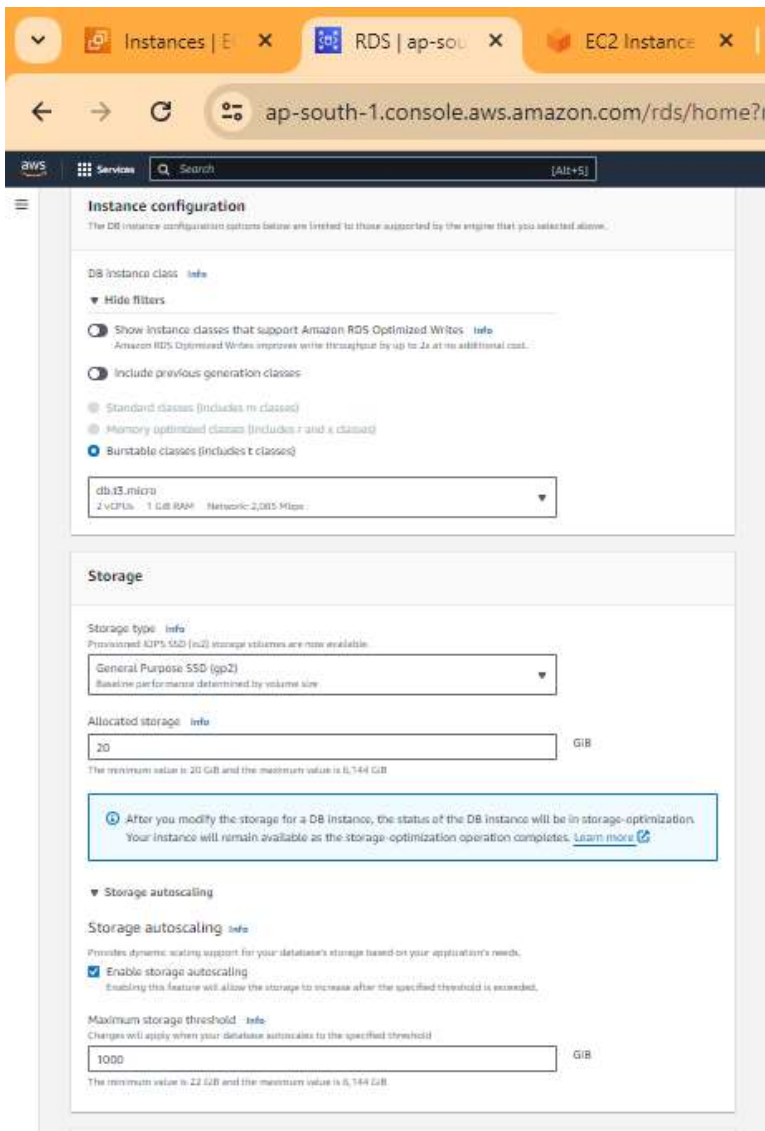 Instances | E
RDS | ap-sou
EC2 Instance
ap-south-1.console.aws.amazon.com/rds/home?
aws
Services
Search
[Alt+S]
Instance configuration
The DB instance configuration options below are limited to those supported by the engine that you selected above.
DB instance class Info
▼ Hide filters
Show instance classes that support Amazon RDS Optimized Writes Info
Amazon RDS Optimized Writes improves write throughput by up to 2x at no additional cost.
Include previous generation classes
Standard classes (includes m classes)
Memory optimized classes (includes r and x classes)
Burstable classes (includes t classes)
db.t3.micro
2 vCPUs 1 GiB RAM Network: 2,085 Mbps
Storage
Storage type Info
Provisioned IOPS SSD (io2) storage volumes are now available.
General Purpose SSD (gp2)
Baseline performance determined by volume size
Allocated storage Info
20
GiB
The minimum value is 20 GiB and the maximum value is 6,144 GiB
After you modify the storage for a DB instance, the status of the DB instance will be in storage-optimization.
Your instance will remain available as the storage-optimization operation completes. Learn more
▼ Storage autoscaling
Storage autoscaling Info
Provides dynamic scaling support for your database's storage based on your application's needs.
Enable storage autoscaling
Enabling this feature will allow the storage to increase after the specified threshold is exceeded.
Maximum storage threshold Info
Changes will apply when your database autoscales to the specified threshold
1000
GiB
The minimum value is 22 GiB and the maximum value is 6,144 GiB